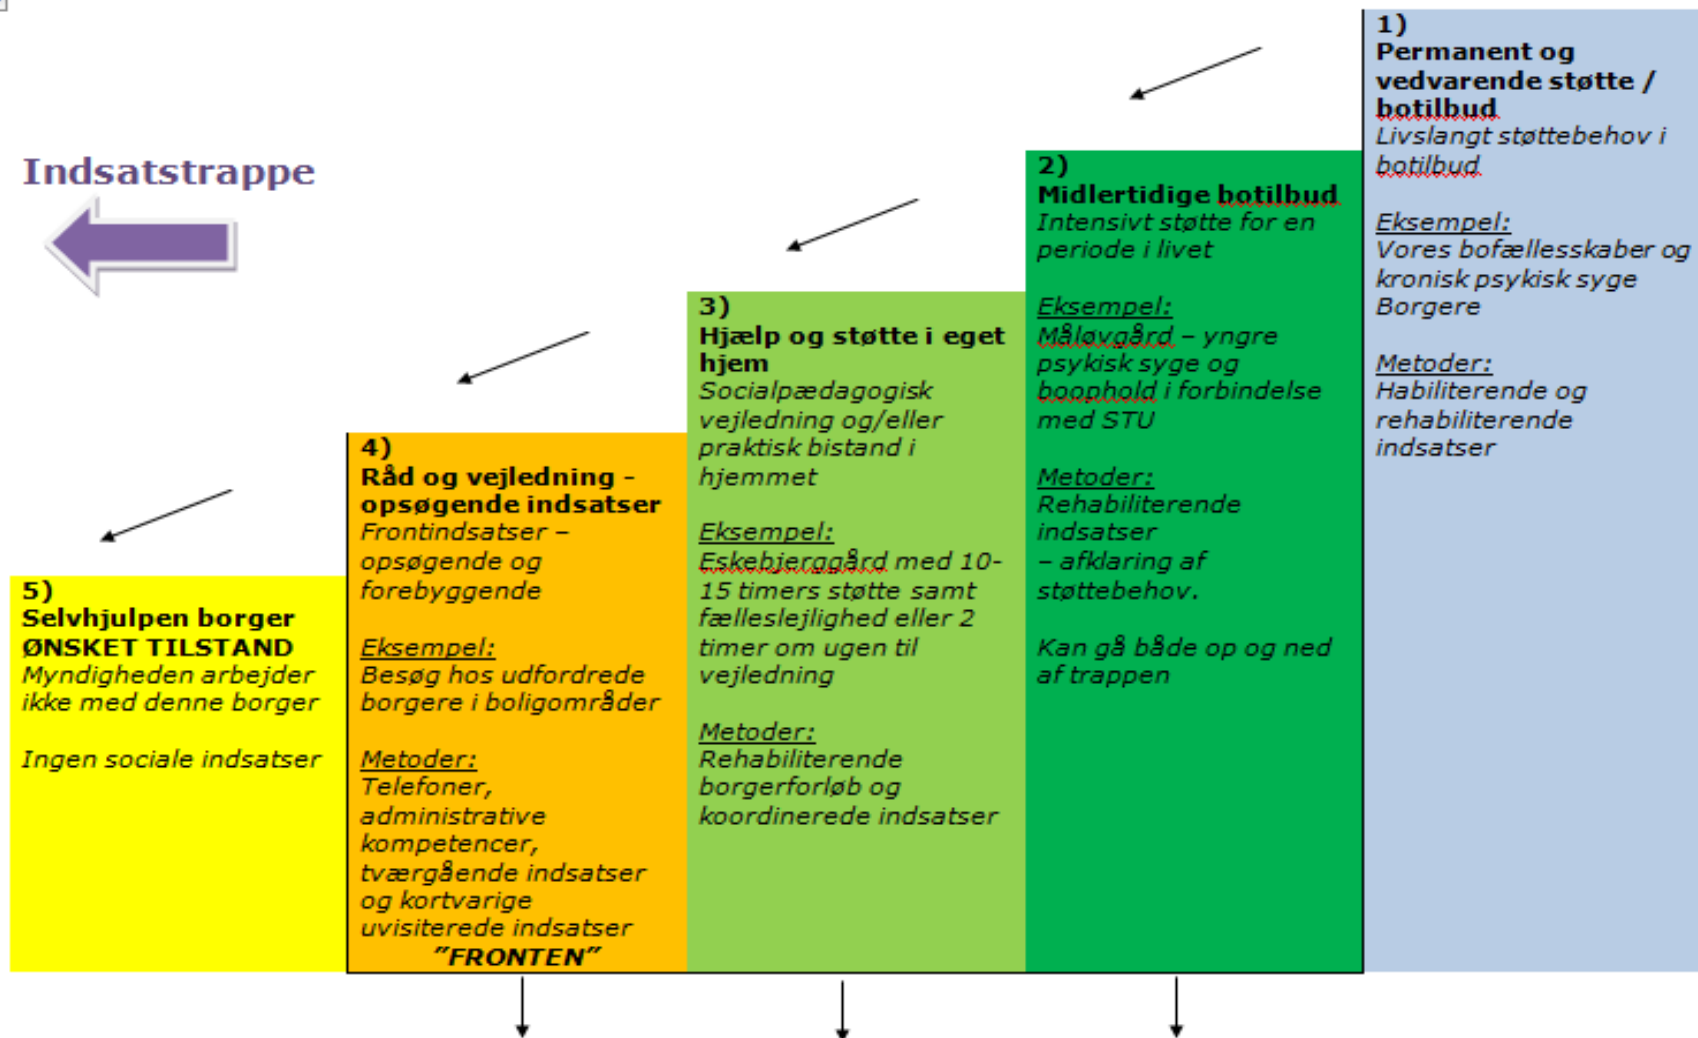 Indsatstrappe
1)
Permanent og
vedvarende støtte /
botilbud
Livslangt støttebehov i
botilbud
Eksempel:
Vores bofællesskaber og
kronisk psykisk syge
Borgere
Metoder:
Habiliterende og
rehabiliterende
indsatser
2)
Midlertidige botilbud
Intensivt støtte for en
periode i livet
Eksempel:
Måløvgård – yngre
psykisk syge og
boophold i forbindelse
med STU
Metoder:
Rehabiliterende
indsatser
– afklaring af
støttebehov.
Kan gå både op og ned
af trappen
3)
Hjælp og støtte i eget
hjem
Socialpædagogisk
vejledning og/eller
praktisk bistand i
hjemmet
Eksempel:
Eskebjerggård med 10-
15 timers støtte samt
fælleslejlighed eller 2
timer om ugen til
vejledning
Metoder:
Rehabiliterende
borgerforløb og
koordinerede indsatser
4)
Råd og vejledning -
opsøgende indsatser
Frontindsatser –
opsøgende og
forebyggende
Eksempel:
Besøg hos udfordrede
borgere i boligområder
Metoder:
Telefoner,
administrative
kompetencer,
tværgående indsatser
og kortvarige
uvisiterede indsatser
”FRONTEN”
5)
Selvhjulpen borger
ØNSKET TILSTAND
Myndigheden arbejder
ikke med denne borger
Ingen sociale indsatser